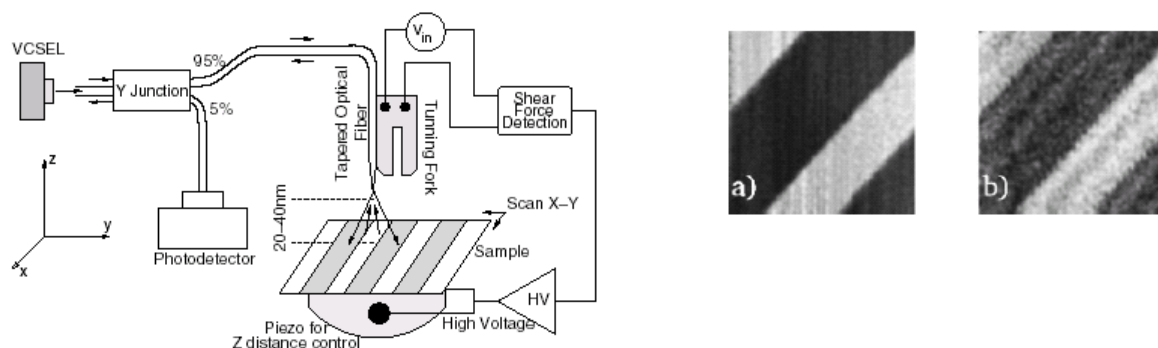 VCSEL
95%
Y Junction
5%
V_in
Shear
Force
Detection
Tapered Optical
Fiber
Tunning Fork
z
y
x
20–40nm
Scan X–Y
Sample
Photodetector
HV
High Voltage
Piezo for
Z distance control
a)
b)